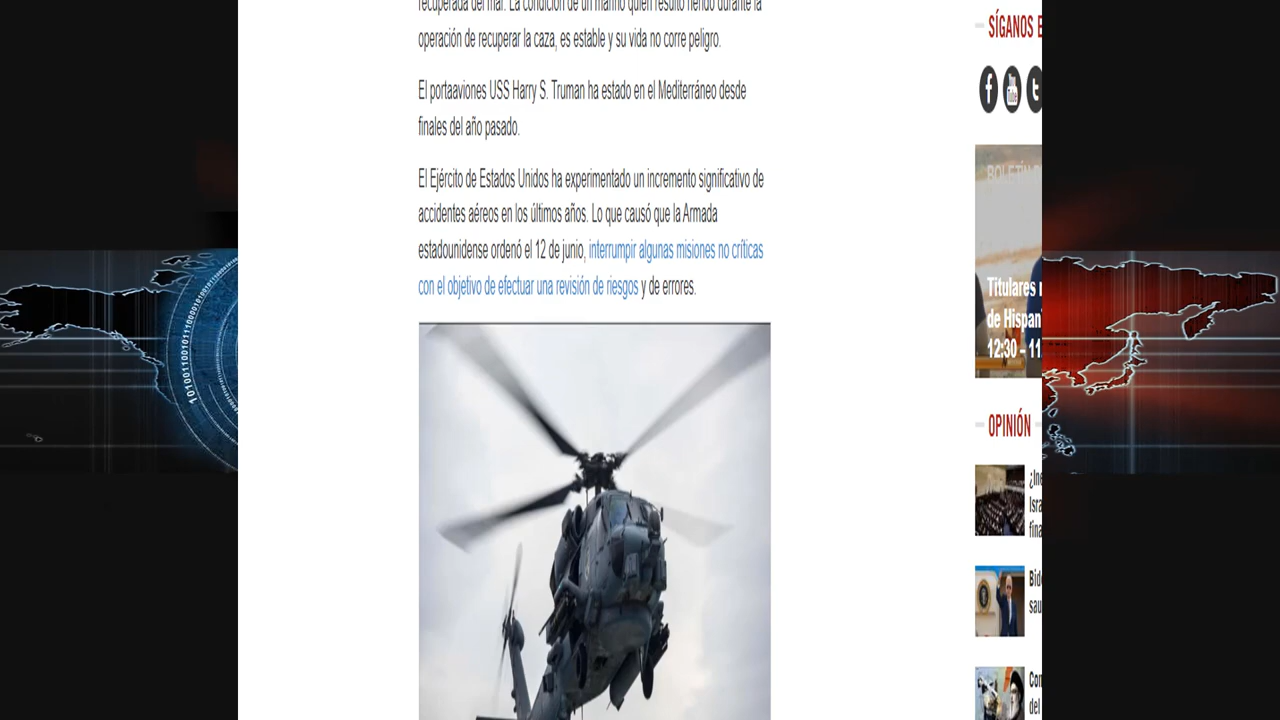 recuperada del mar. La condición de un marino quien resultó herido durante la
operación de recuperar la caza, es estable y su vida no corre peligro.
El portaaviones USS Harry S. Truman ha estado en el Mediterráneo desde
finales del año pasado.
El Ejército de Estados Unidos ha experimentado un incremento significativo de
accidentes aéreos en los últimos años. Lo que causó que la Armada
estadounidense ordenó el 12 de junio, interrumpir algunas misiones no críticas
con el objetivo de efectuar una revisión de riesgos y de errores.
SÍGANOS E
BOLETÍN D
Titulares
de Hispan
12:30 – 11
OPINIÓN
¿Ine
Isra
fina
Bid
sau
Con
del